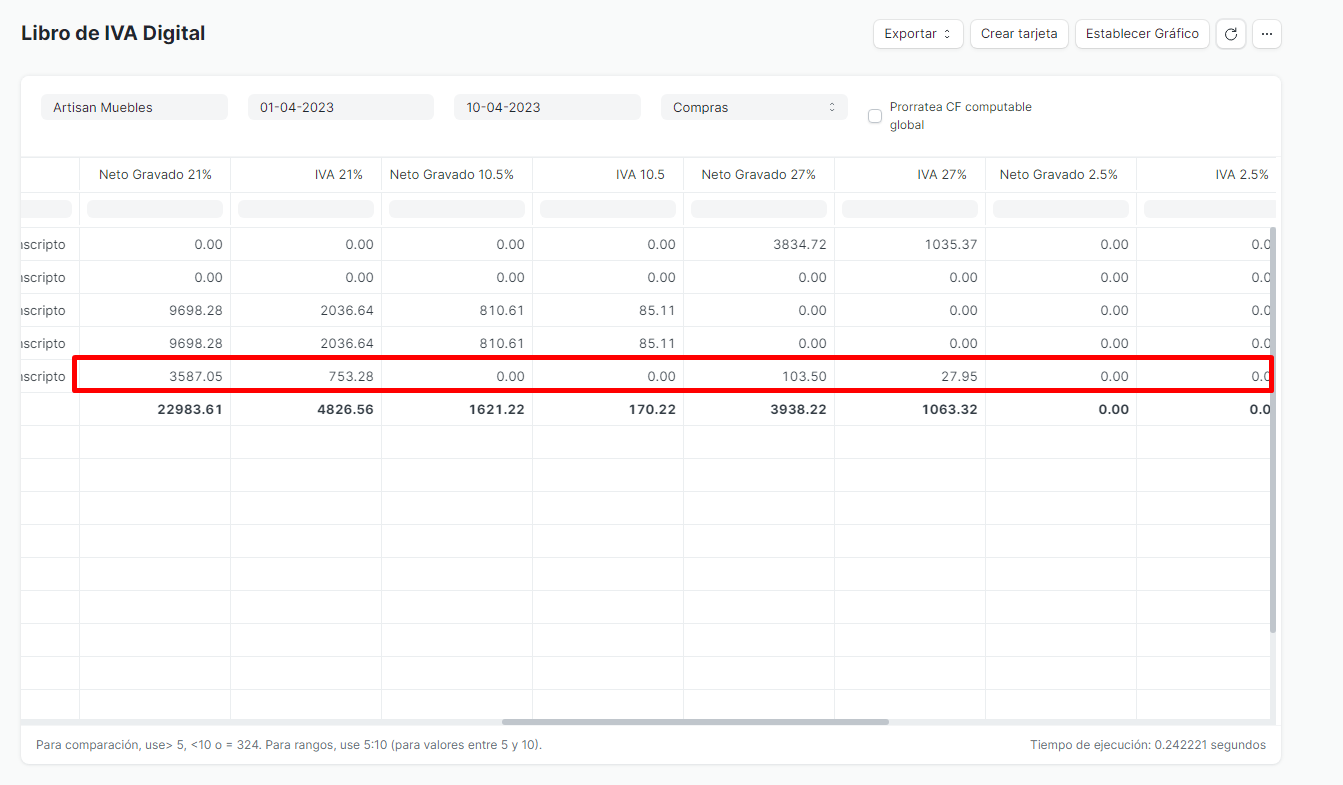 Libro de IVA Digital
Exportar
Crear tarjeta
Establecer Gráfico
Artisan Muebles
01-04-2023
10-04-2023
Compras
Prorratea CF computable
global
Neto Gravado 21% IVA 21% Neto Gravado 10.5% IVA 10.5 Neto Gravado 27% IVA 27% Neto Gravado 2.5% IVA 2.5%
scripto 0.00 0.00 0.00 0.00 3834.72 1035.37 0.00 0.0
scripto 0.00 0.00 0.00 0.00 0.00 0.00 0.00 0.0
scripto 9698.28 2036.64 810.61 85.11 0.00 0.00 0.00 0.0
scripto 9698.28 2036.64 810.61 85.11 0.00 0.00 0.00 0.0
scripto 3587.05 753.28 0.00 0.00 103.50 27.95 0.00 0.0
22983.61 4826.56 1621.22 170.22 3938.22 1063.32 0.00 0.0
Para comparación, use> 5, <10 o = 324. Para rangos, use 5:10 (para valores entre 5 y 10).
Tiempo de ejecución: 0.242221 segundos